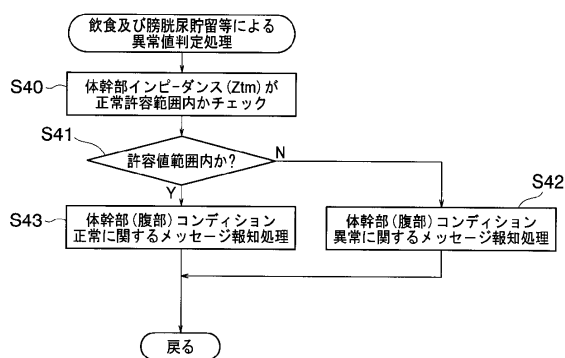 飲食及び膀胱尿貯留等による
異常値判定処理
S40
体幹部インピーダンス(Ztm)が
正常許容範囲内かチェック
S41
許容値範囲内か?
N
Y
S43
体幹部(腹部)コンディション
正常に関するメッセージ報知処理
S42
体幹部(腹部)コンディション
異常に関するメッセージ報知処理
戻る